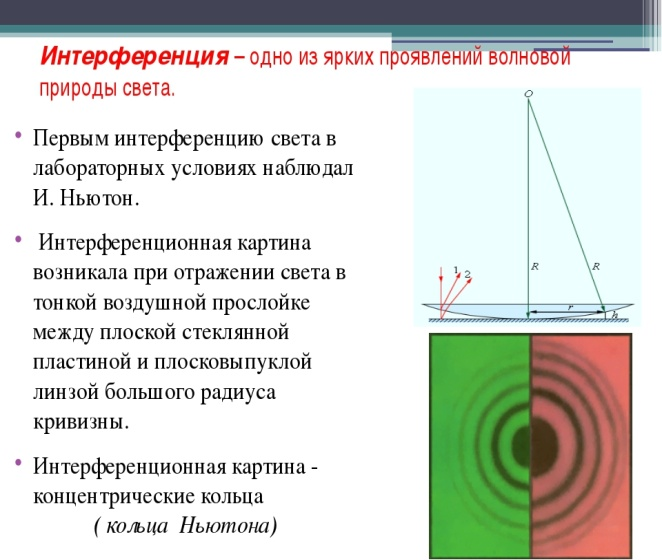 Интерференция – одно из ярких проявлений волновой
природы света.
• Первым интерференцию света в
лабораторных условиях наблюдал
И. Ньютон.
• Интерференционная картина
возникала при отражении света в
тонкой воздушной прослойке
между плоской стеклянной
пластиной и плосковыпуклой
линзой большого радиуса
кривизны.
• Интерференционная картина -
концентрические кольца
( кольца Ньютона)
O
R R
1 2
r
h